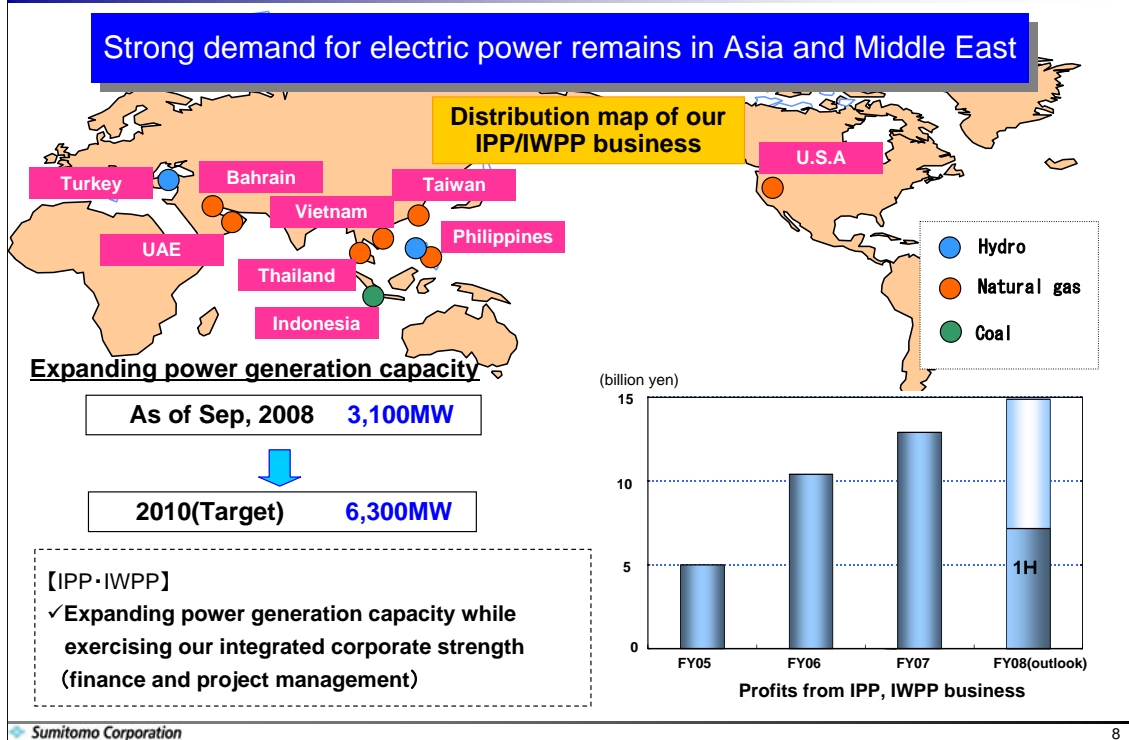 Strong demand for electric power remains in Asia and Middle East
Distribution map of our
IPP/IWPP business
U.S.A
Turkey
Bahrain
Taiwan
Vietnam
Philippines
UAE
Thailand
Indonesia
Hydro
Natural gas
Coal
Expanding power generation capacity
As of Sep, 2008 3,100MW
2010(Target) 6,300MW
【IPP・IWPP】
✓Expanding power generation capacity while
exercising our integrated corporate strength
（finance and project management）
(billion yen)
15
10
5
0
1H
FY05 FY06 FY07 FY08(outlook)
Profits from IPP, IWPP business
Sumitomo Corporation
8